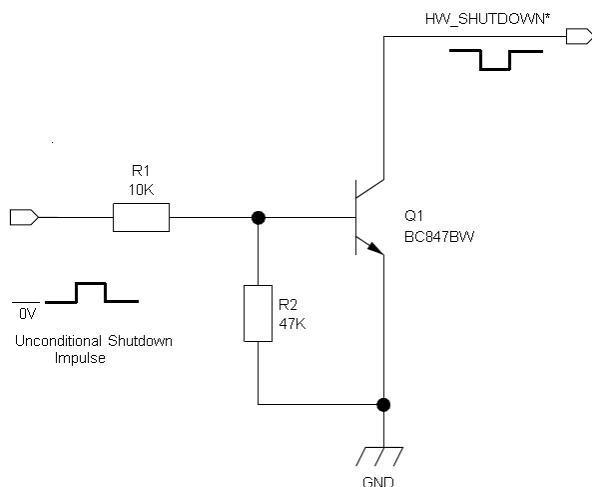 HW_SHUTDOWN*
R1
10K
Q1
BC847BW
R2
47K
0V
Unconditional Shutdown
Impulse
GND